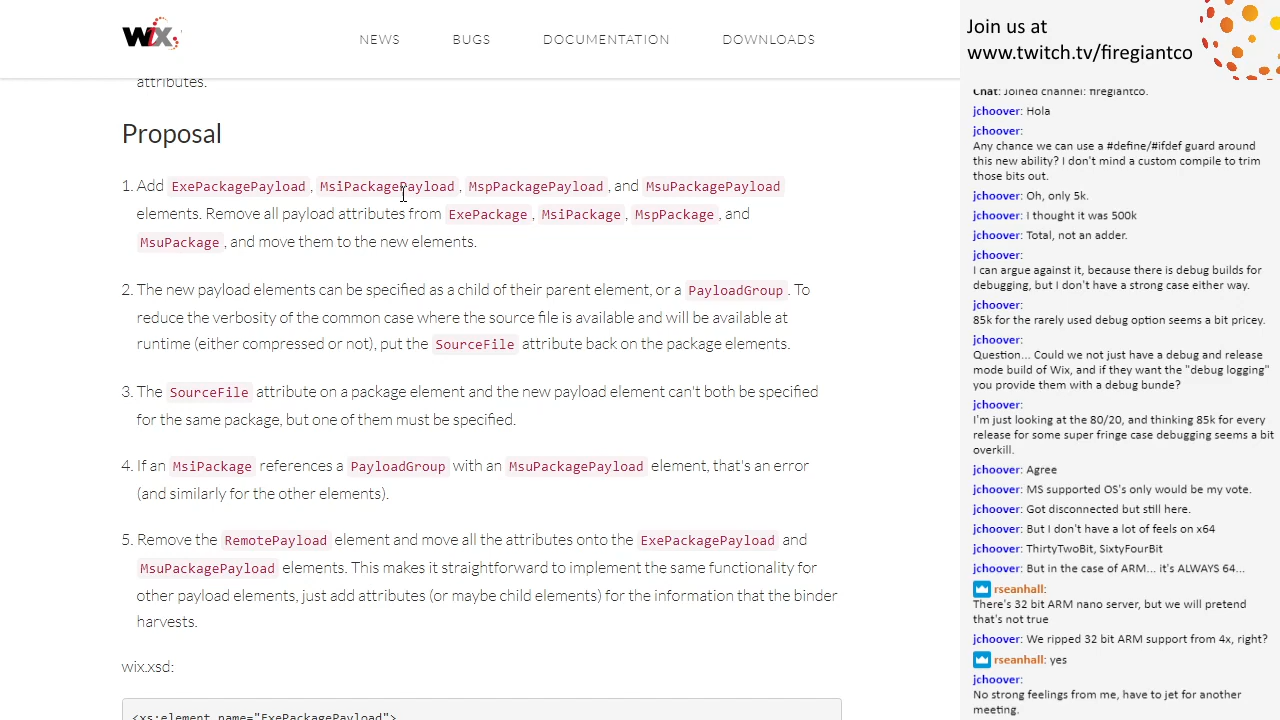 WiX
NEWS
BUGS
DOCUMENTATION
DOWNLOADS
attributes.
Proposal
1. Add ExePackagePayload, MsiPackagePayload, MspPackagePayload, and MsuPackagePayload
elements. Remove all payload attributes from ExePackage, MsiPackage, MspPackage, and
MsuPackage, and move them to the new elements.
2. The new payload elements can be specified as a child of their parent element, or a PayloadGroup. To
reduce the verbosity of the common case where the source file is available and will be available at
runtime (either compressed or not), put the SourceFile attribute back on the package elements.
3. The SourceFile attribute on a package element and the new payload element can't both be specified
for the same package, but one of them must be specified.
4. If an MsiPackage references a PayloadGroup with an MsuPackagePayload element, that's an error
(and similarly for the other elements).
5. Remove the RemotePayload element and move all the attributes onto the ExePackagePayload and
MsuPackagePayload elements. This makes it straightforward to implement the same functionality for
other payload elements, just add attributes (or maybe child elements) for the information that the binder
harvests.
wix.xsd:
<xs:element name="ExePackagePayload">
Join us at
www.twitch.tv/firegiantco
Chat: Joined channel: firegiantco.
jchoover: Hola
jchoover:
Any chance we can use a #define/#ifdef guard around
this new ability? I don't mind a custom compile to trim
those bits out.
jchoover: Oh, only 5k.
jchoover: I thought it was 500k
jchoover: Total, not an adder.
jchoover:
I can argue against it, because there is debug builds for
debugging, but I don't have a strong case either way.
jchoover:
85k for the rarely used debug option seems a bit pricey.
jchoover:
Question... Could we not just have a debug and release
mode build of Wix, and if they want the "debug logging"
you provide them with a debug bunde?
jchoover:
I'm just looking at the 80/20, and thinking 85k for every
release for some super fringe case debugging seems a bit
overkill.
jchoover: Agree
jchoover: MS supported OS's only would be my vote.
jchoover: Got disconnected but still here.
jchoover: But I don't have a lot of feels on x64
jchoover: ThirtyTwoBit, SixtyFourBit
jchoover: But in the case of ARM... it's ALWAYS 64...
rseanhall:
There's 32 bit ARM nano server, but we will pretend
that's not true
jchoover: We ripped 32 bit ARM support from 4x, right?
rseanhall: yes
jchoover:
No strong feelings from me, have to jet for another
meeting.